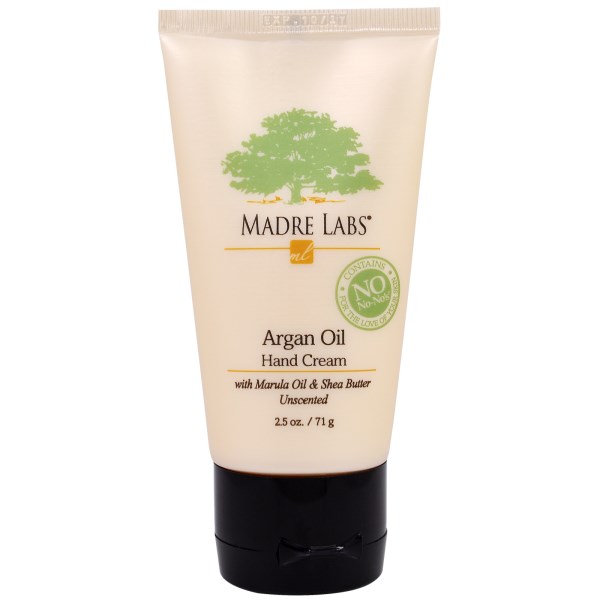 MADRE LABS®
ml
CONTAINS
NO
No-No's
FOR THE LOVE OF YOUR SKIN
Argan Oil
Hand Cream
with Marula Oil & Shea Butter
Unscented
2.5 oz. / 71 g